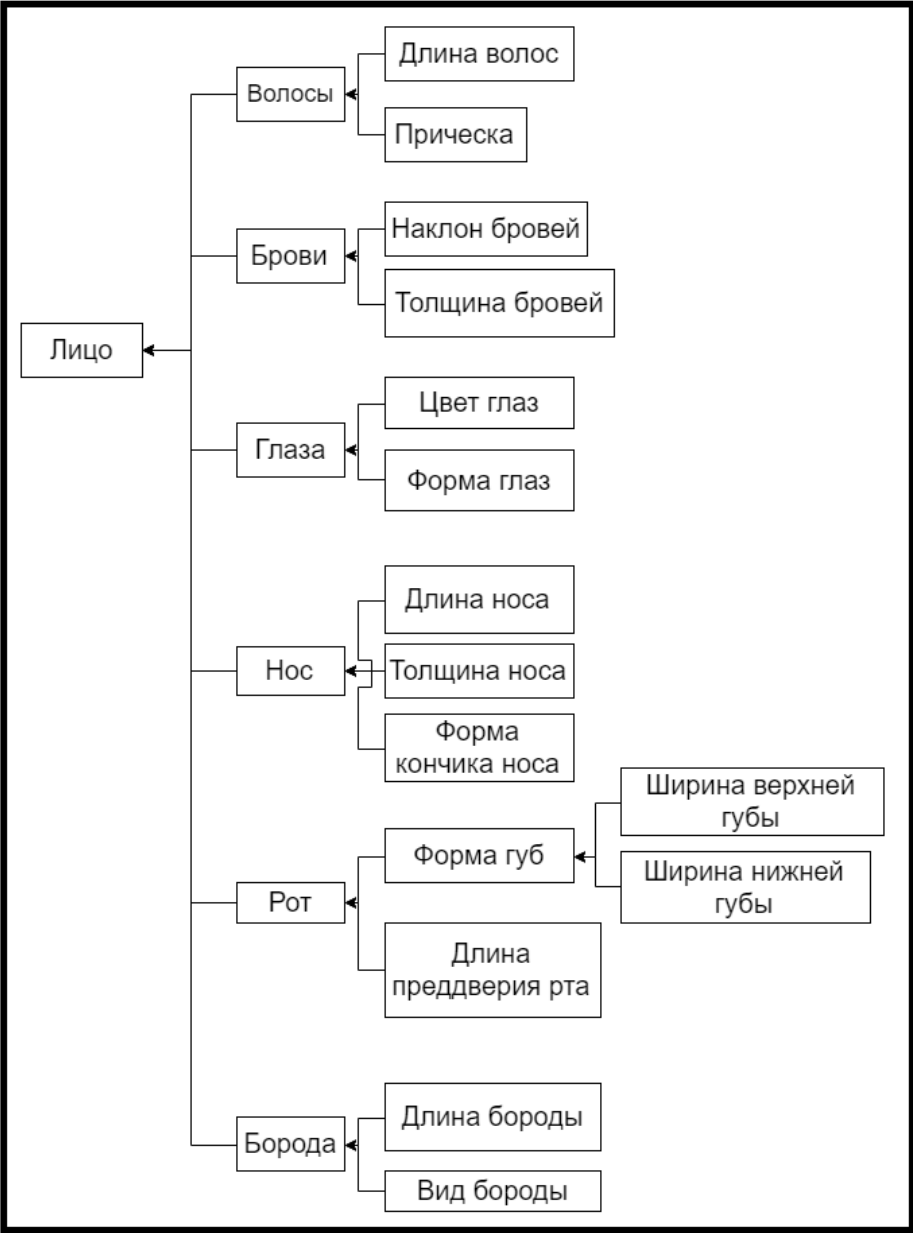 Длина волос
Волосы
Прическа
Наклон бровей
Брови
Толщина бровей
Лицо
Цвет глаз
Глаза
Форма глаз
Длина носа
Нос
Толщина носа
Форма
кончика носа
Ширина верхней
губы
Форма губ
Ширина нижней
губы
Рот
Длина
преддверия рта
Длина бороды
Борода
Вид бороды